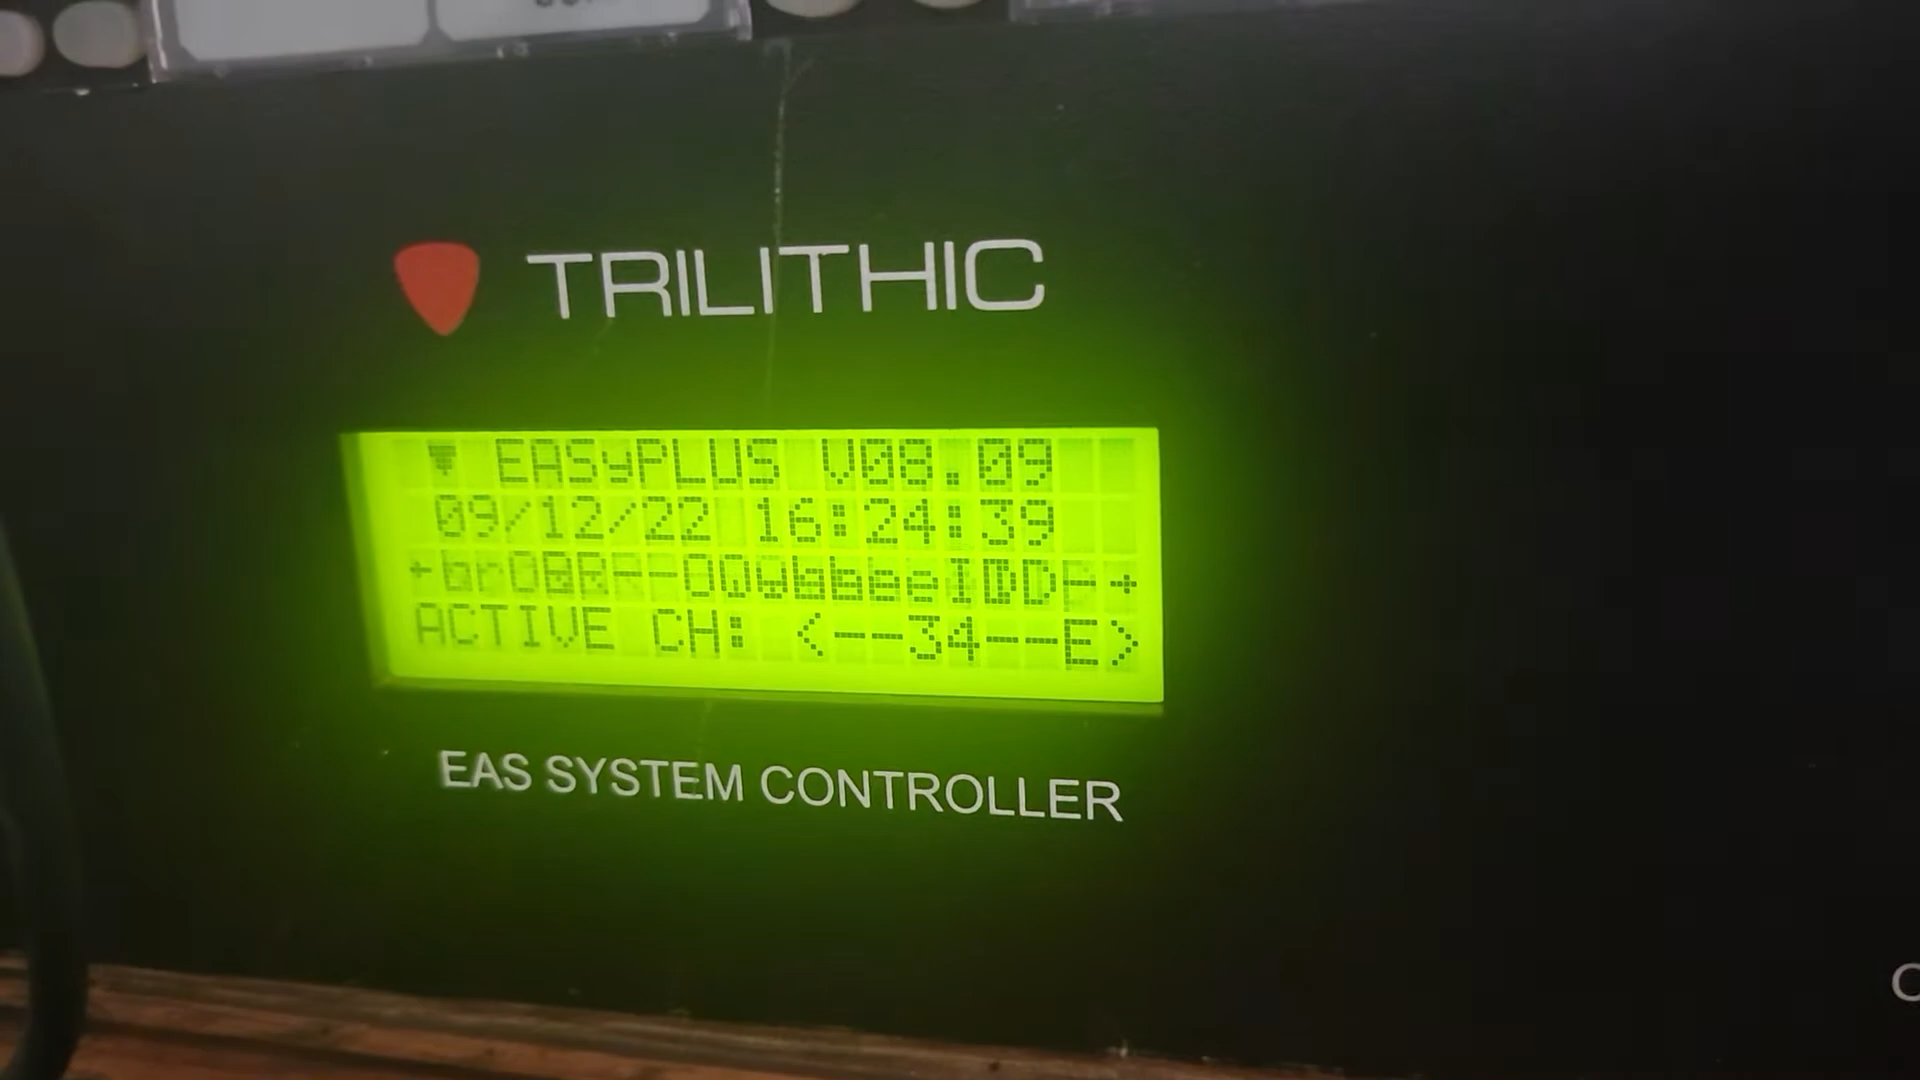 TRILITHIC
EASyPLUS V08.09
09/12/22 16:24:39
ACTIVE CH: <--34--E>
EAS SYSTEM CONTROLLER